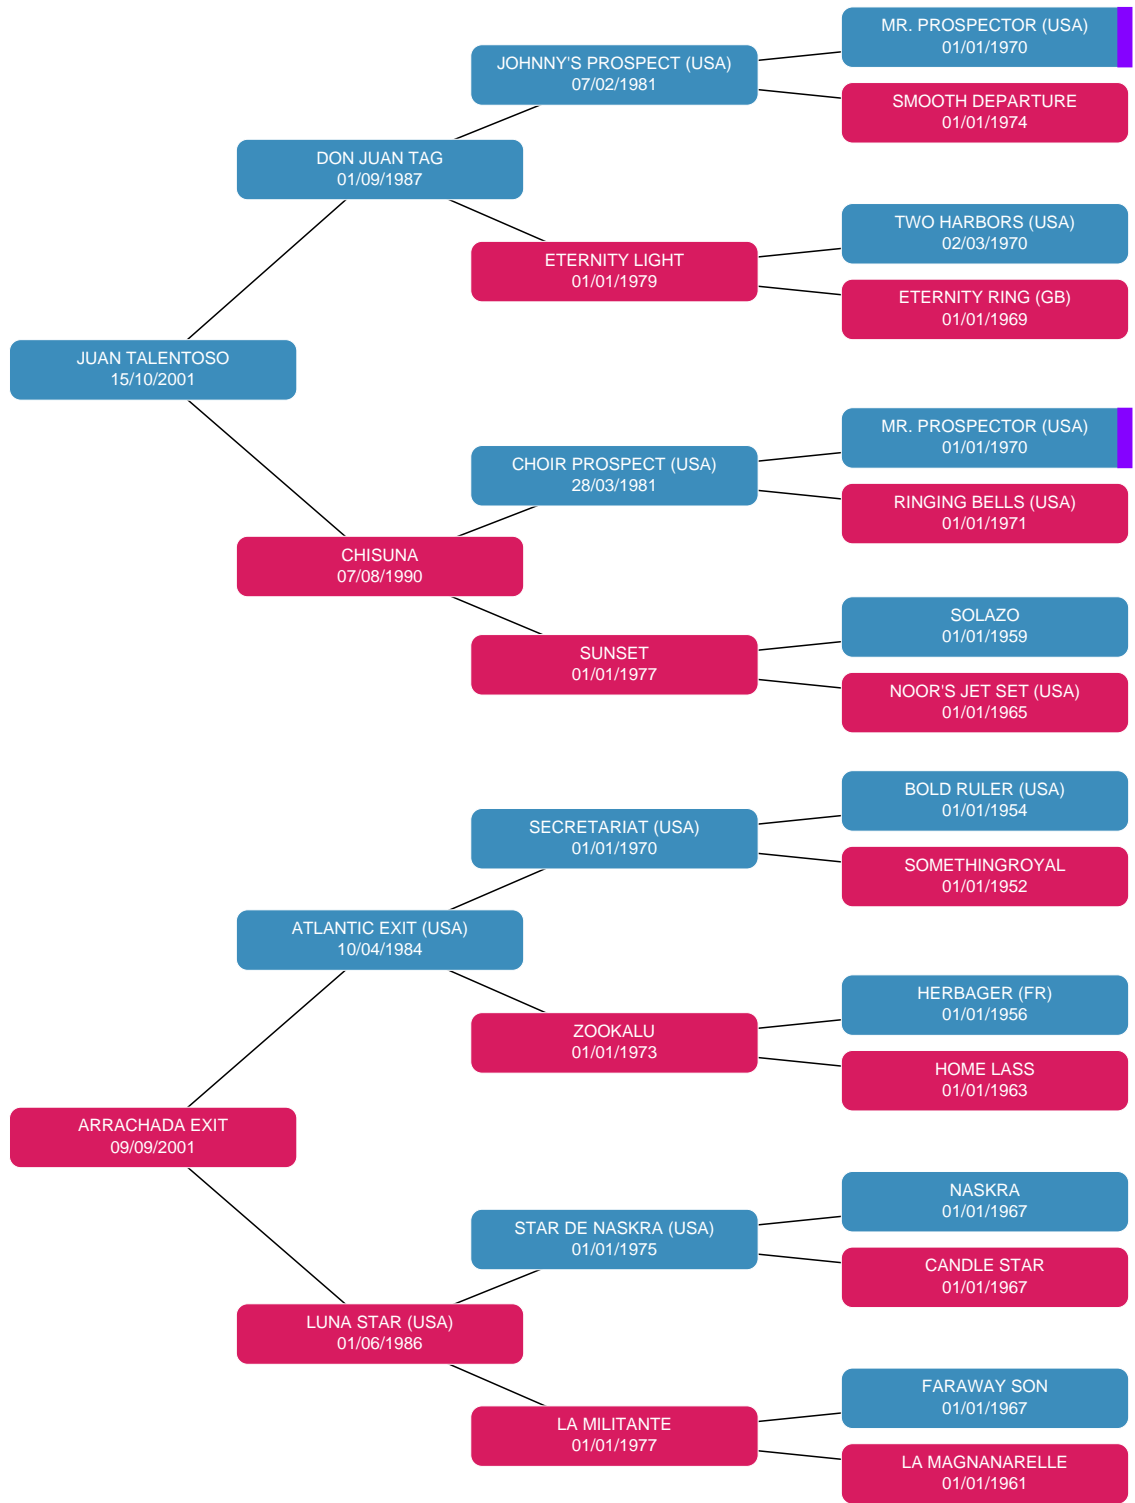 MR. PROSPECTOR (USA)
01/01/1970
JOHNNY'S PROSPECT (USA)
07/02/1981
SMOOTH DEPARTURE
01/01/1974
DON JUAN TAG
01/09/1987
TWO HARBORS (USA)
02/03/1970
ETERNITY LIGHT
01/01/1979
ETERNITY RING (GB)
01/01/1969
JUAN TALENTOSO
15/10/2001
MR. PROSPECTOR (USA)
01/01/1970
CHOIR PROSPECT (USA)
28/03/1981
RINGING BELLS (USA)
01/01/1971
CHISUNA
07/08/1990
SOLAZO
01/01/1959
SUNSET
01/01/1977
NOOR'S JET SET (USA)
01/01/1965
BOLD RULER (USA)
01/01/1954
SECRETARIAT (USA)
01/01/1970
SOMETHINGROYAL
01/01/1952
ATLANTIC EXIT (USA)
10/04/1984
HERBAGER (FR)
01/01/1956
ZOOKALU
01/01/1973
HOME LASS
01/01/1963
ARRACHADA EXIT
09/09/2001
NASKRA
01/01/1967
STAR DE NASKRA (USA)
01/01/1975
CANDLE STAR
01/01/1967
LUNA STAR (USA)
01/06/1986
FARAWAY SON
01/01/1967
LA MILITANTE
01/01/1977
LA MAGNANARELLE
01/01/1961